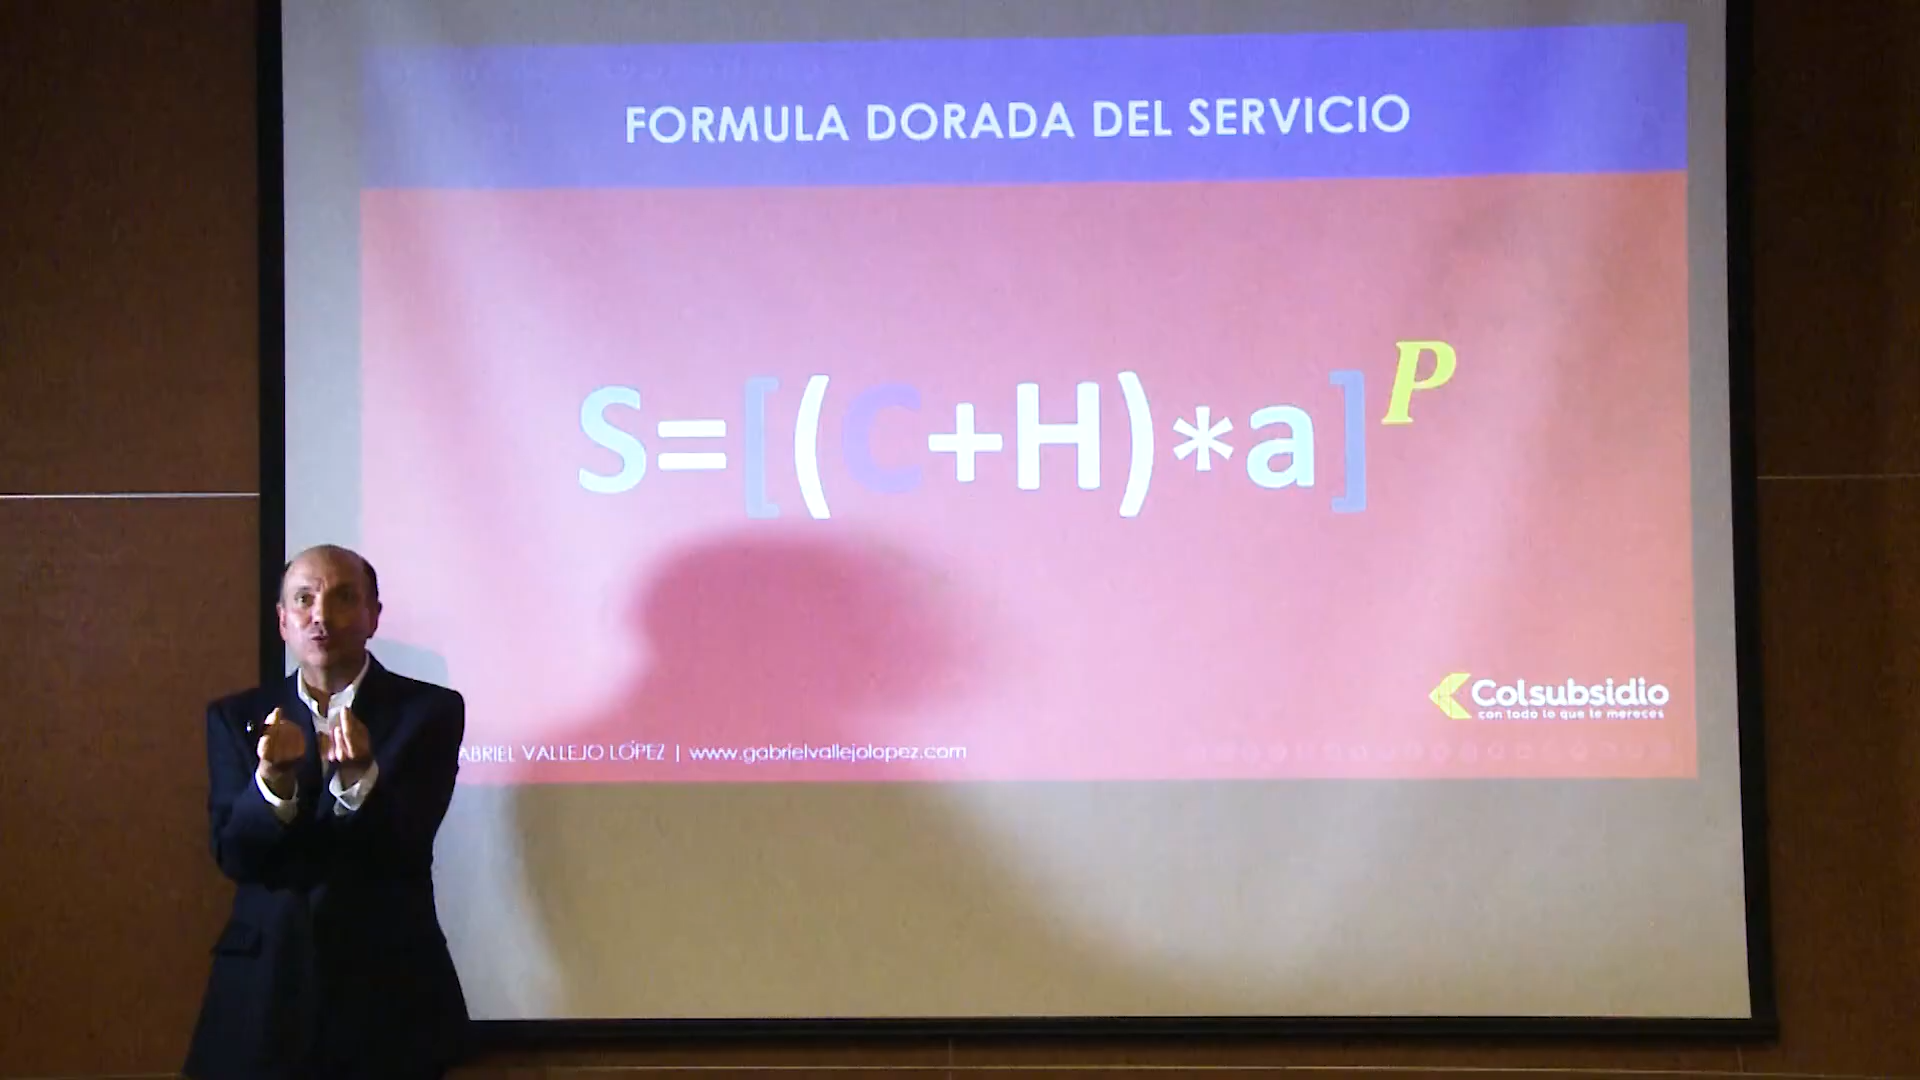 FORMULA DORADA DEL SERVICIO
S=[(C+H)*a]ᴾ
Colsubsidio
con todo lo que te mereces
ABRIEL VALLEJO LÓPEZ | www.gabrielvallejolopez.com